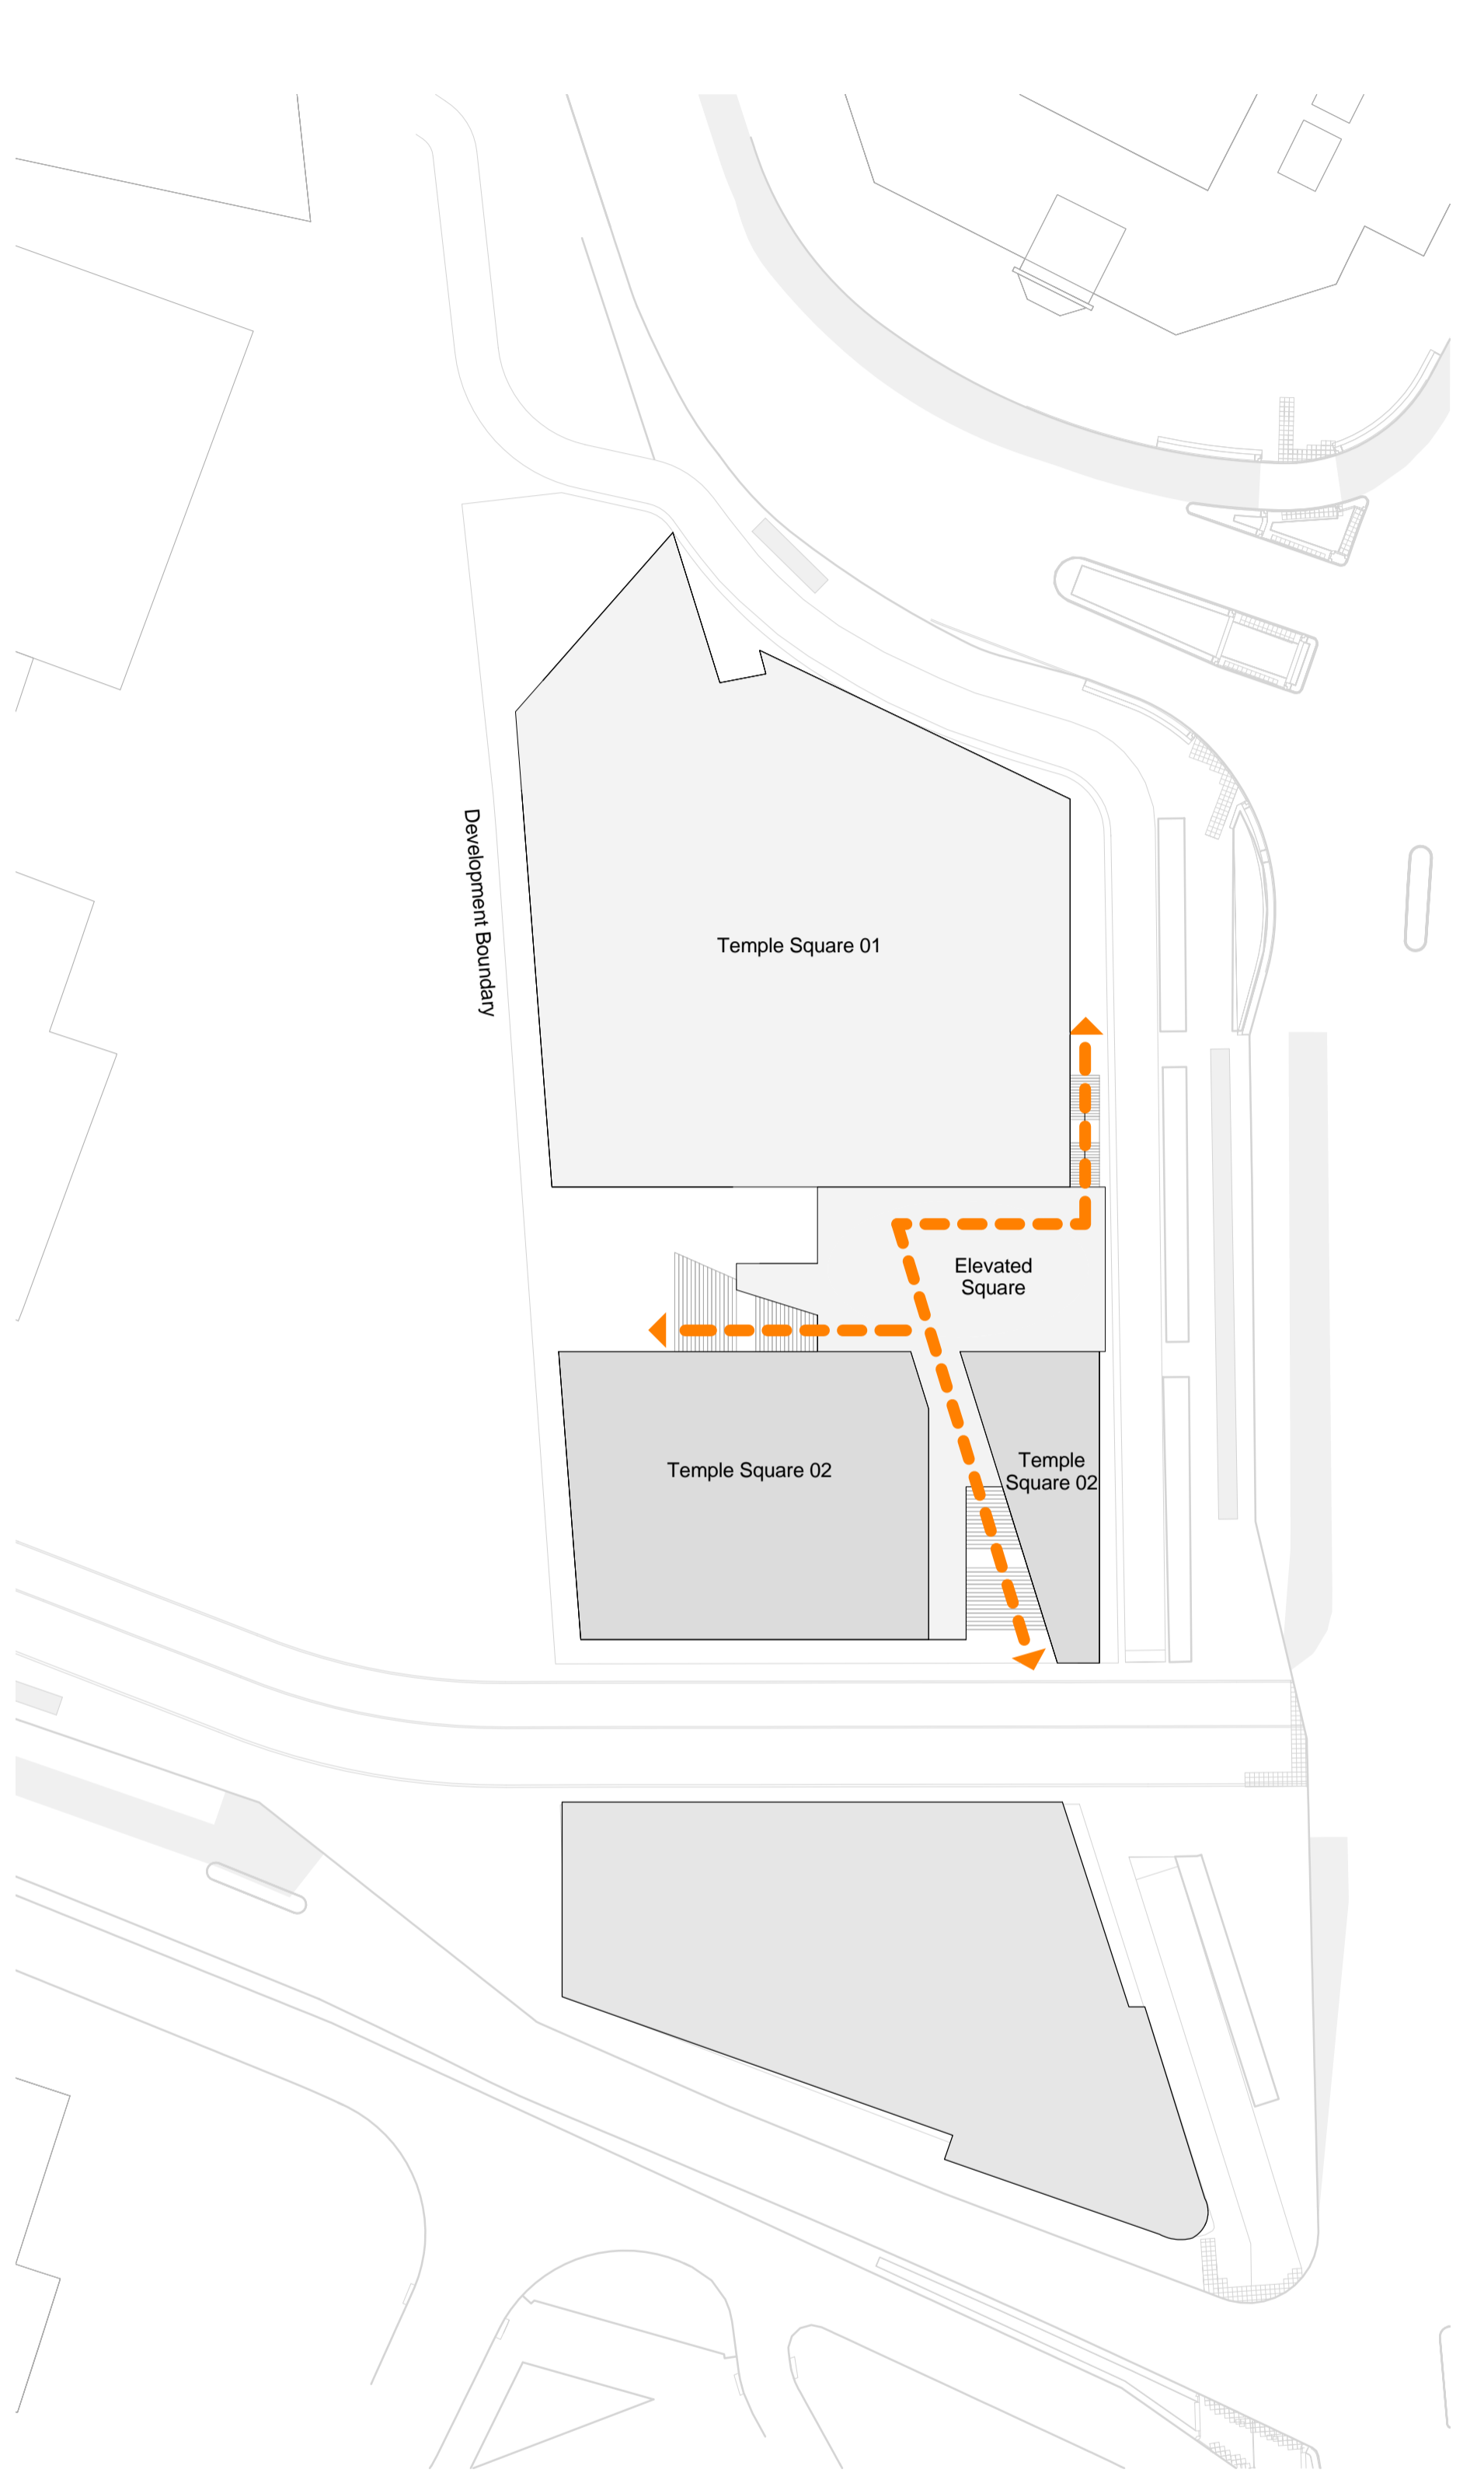 Development Boundary
Temple Square 01
Elevated
Square
Temple Square 02
Temple
Square 02